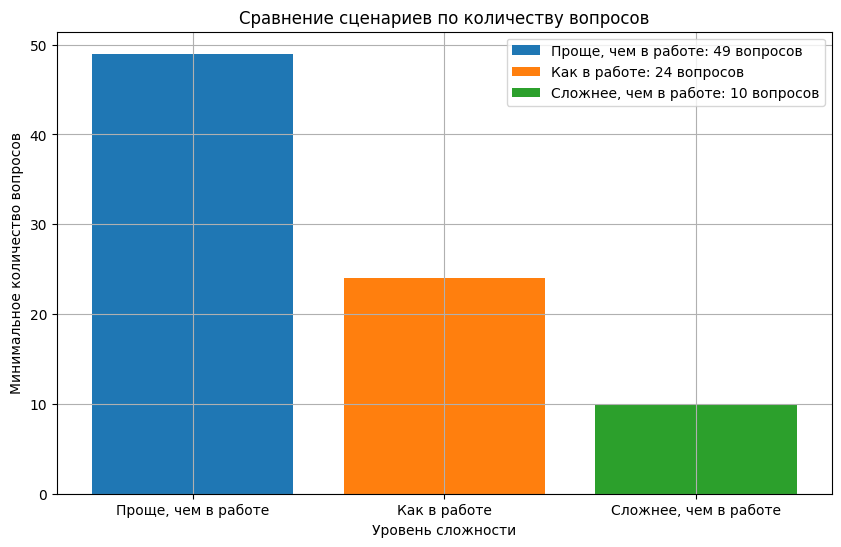 Сравнение сценариев по количеству вопросов
Проще, чем в работе: 49 вопросов
Как в работе: 24 вопросов
Сложнее, чем в работе: 10 вопросов
Минимальное количество вопросов
50
40
30
20
10
0
Проще, чем в работе
Как в работе
Сложнее, чем в работе
Уровень сложности